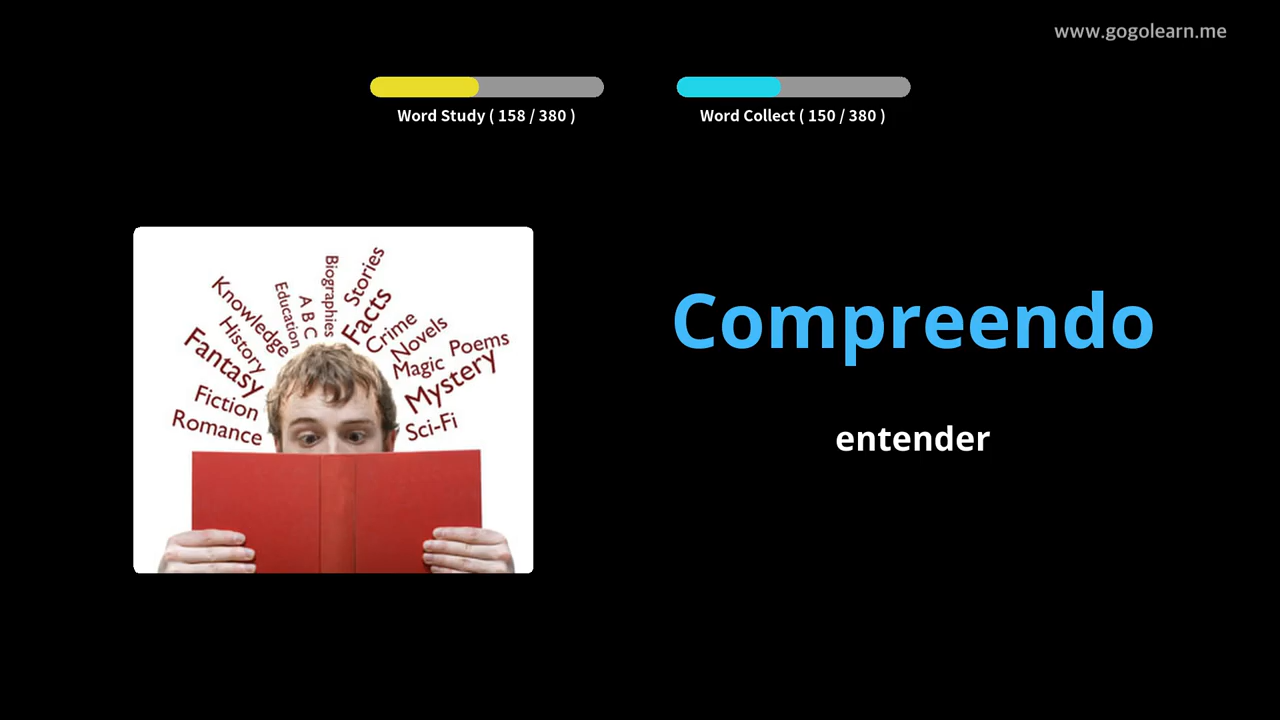 www.gogolearn.me
Word Study ( 158 / 380 )
Word Collect ( 150 / 380 )
Compreendo
entender
Knowledge
Education
A B C
Biographies
Stories
Facts
Crime
Novels
Poems
Magic
Mystery
Sci-Fi
History
Fantasy
Fiction
Romance